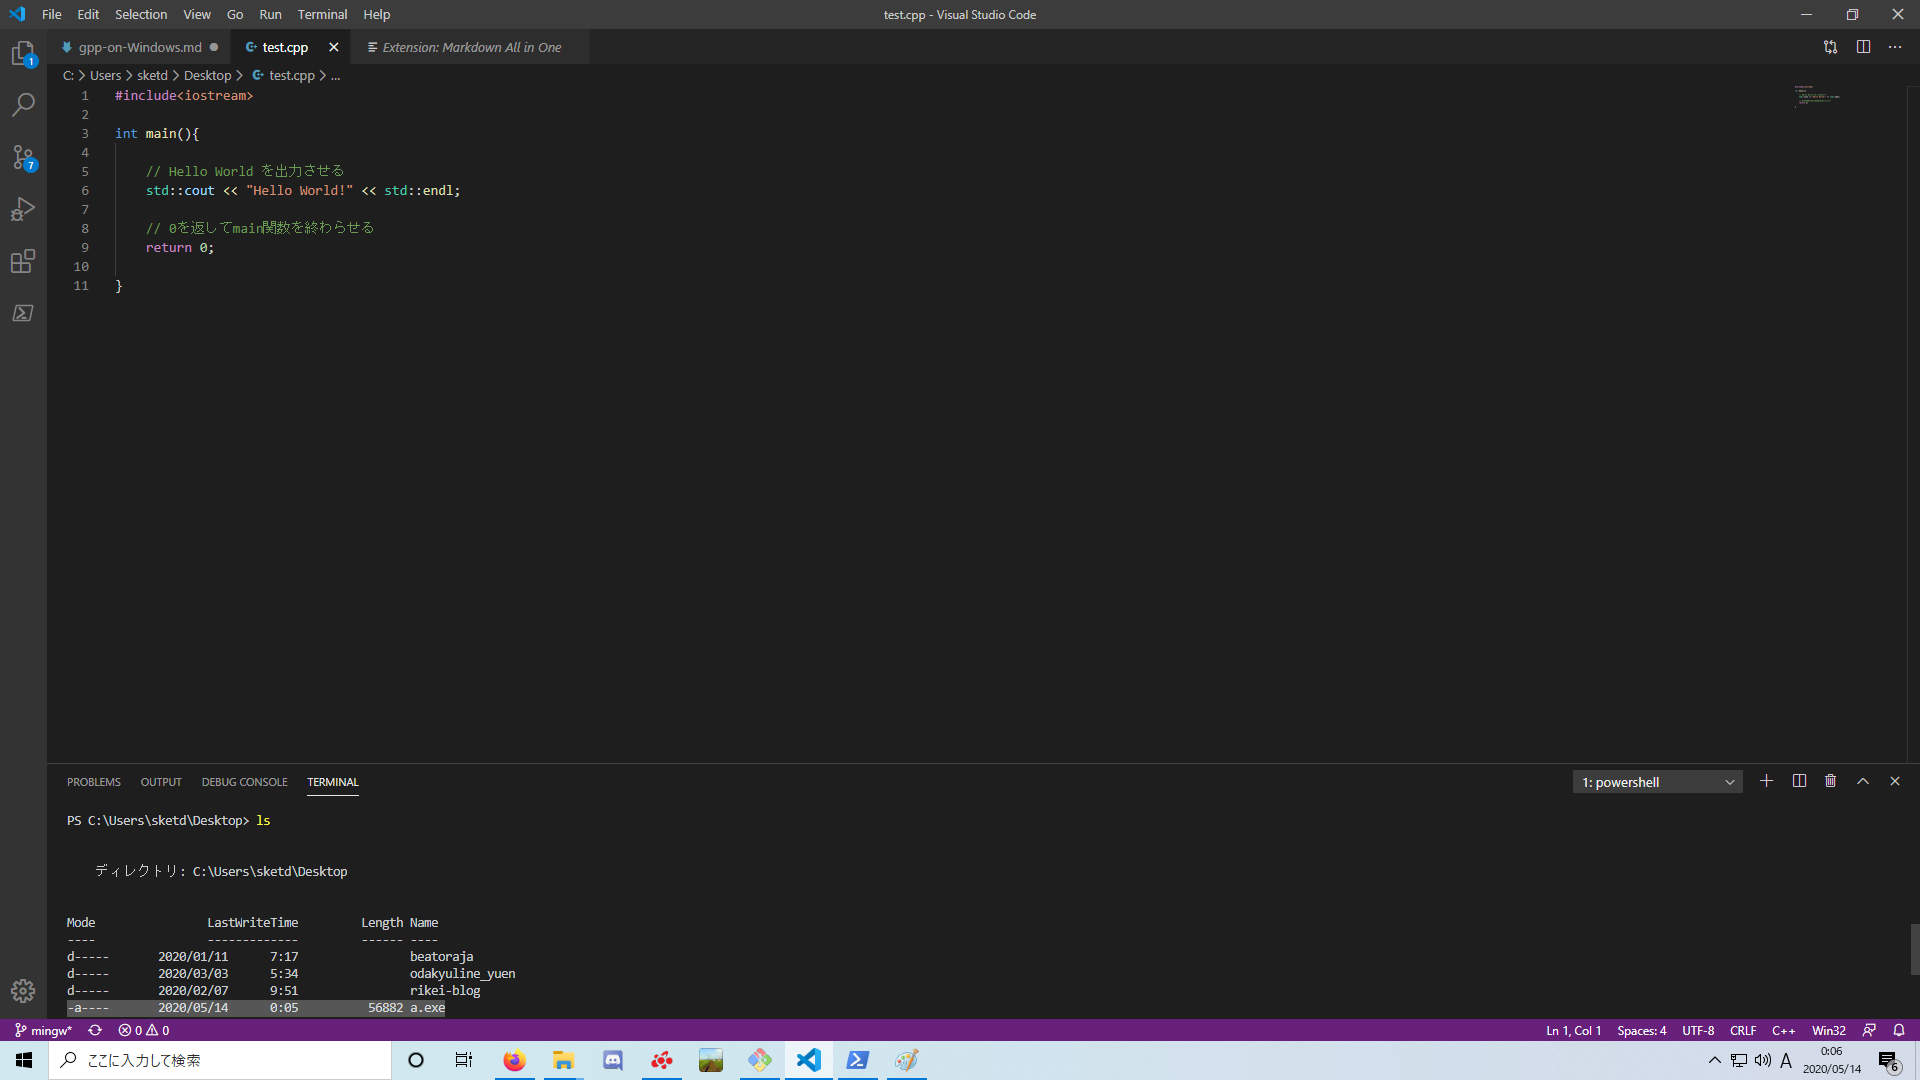 File Edit Selection View Go Run Terminal Help
test.cpp - Visual Studio Code
gpp-on-Windows.md
test.cpp
Extension: Markdown All in One
C: > Users > sketd > Desktop > test.cpp > ...
1 #include<iostream>
2
3 int main(){
4
5 // Hello World を出力させる
6 std::cout << "Hello World!" << std::endl;
7
8 // 0を返してmain関数を終わらせる
9 return 0;
10
11 }
1
7
PROBLEMS OUTPUT DEBUG CONSOLE TERMINAL
1: powershell
PS C:\Users\sketd\Desktop> ls
ディレクトリ: C:\Users\sketd\Desktop
Mode LastWriteTime Length Name
---- ------------- ------ ----
d----- 2020/01/11 7:17 beatoraja
d----- 2020/03/03 5:34 odakyuline_yuen
d----- 2020/02/07 9:51 rikei-blog
-a---- 2020/05/14 0:05 56882 a.exe
mingw* 0 0
Ln 1, Col 1 Spaces: 4 UTF-8 CRLF C++ Win32
ここに入力して検索
A
0:06
2020/05/14
6